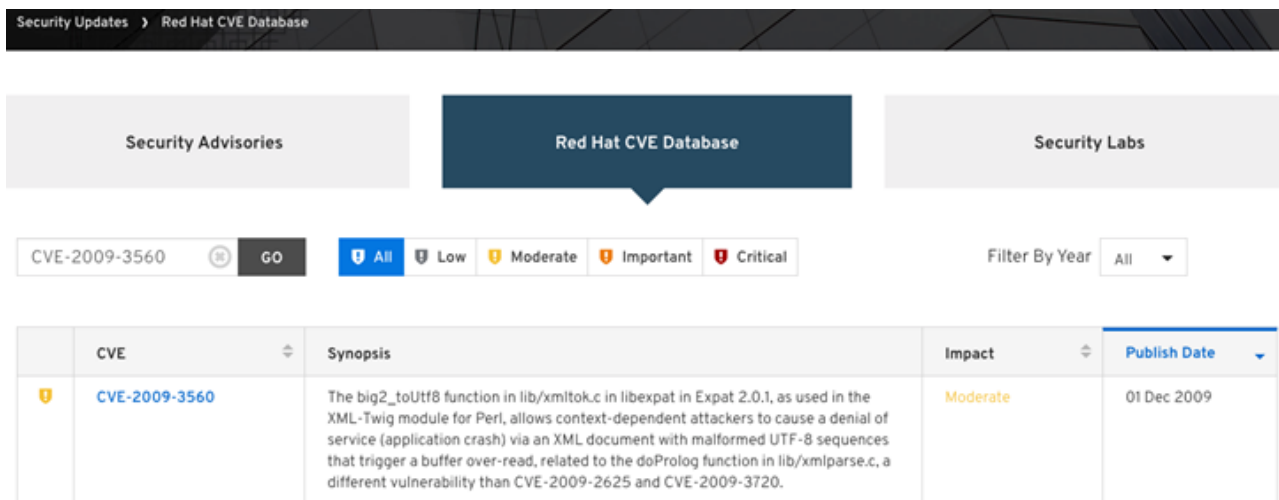 Security Updates ❯ Red Hat CVE Database
Security Advisories
Red Hat CVE Database
Security Labs
CVE-2009-3560
GO
All
Low
Moderate
Important
Critical
Filter By Year
All
CVE
Synopsis
Impact
Publish Date
CVE-2009-3560
The big2_toUtf8 function in lib/xmltok.c in libexpat in Expat 2.0.1, as used in the
XML-Twig module for Perl, allows context-dependent attackers to cause a denial of
service (application crash) via an XML document with malformed UTF-8 sequences
that trigger a buffer over-read, related to the doProlog function in lib/xmlparse.c, a
different vulnerability than CVE-2009-2625 and CVE-2009-3720.
Moderate
01 Dec 2009